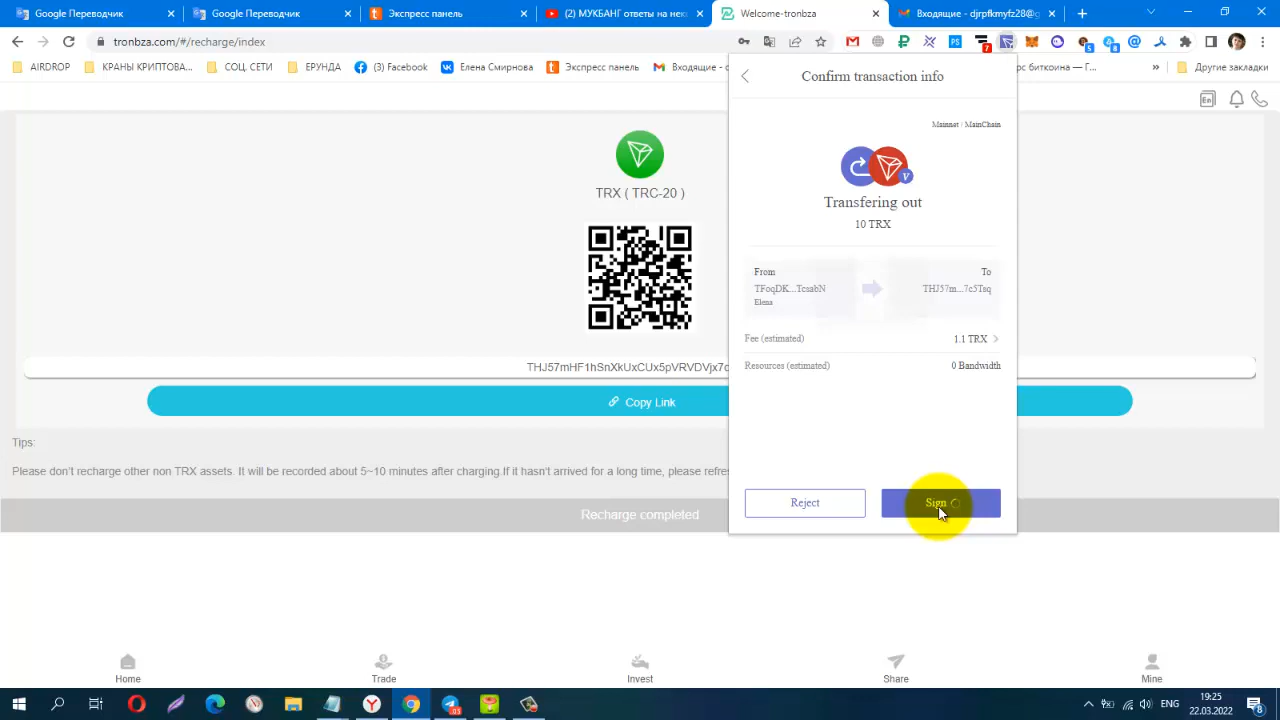 Google Переводчик
Google Переводчик
Экспресс панель
(2) МУКБАНГ ответы на нек
Welcome-tronbza
Входящие - djrpfkmyfz28@g
AIRDROP
КРАНЫ КРИПТОВА...
СОЦ. СЕТИ
ЕРУНДА
(3) Facebook
Елена Смирнова
Экспресс панель
Входящие -
рс биткоина — Г...
»
Другие закладки
Confirm transaction info
En
Mainnet / MainChain
TRX ( TRC-20 )
V
Transfering out
10 TRX
From
To
TFoqDK...TcsabN
THJ57m...7c5Tsq
Elena
Fee (estimated)
1.1 TRX
Resources (estimated)
0 Bandwidth
THJ57mHF1hSnXkUxCUx5pVRVDVjx7c
Copy Link
Tips:
Please don't recharge other non TRX assets. It will be recorded about 5~10 minutes after charging.If it hasn't arrived for a long time, please refre
Reject
Sign
Recharge completed
Home
Trade
Invest
Share
Mine
ENG
19:25
22.03.2022